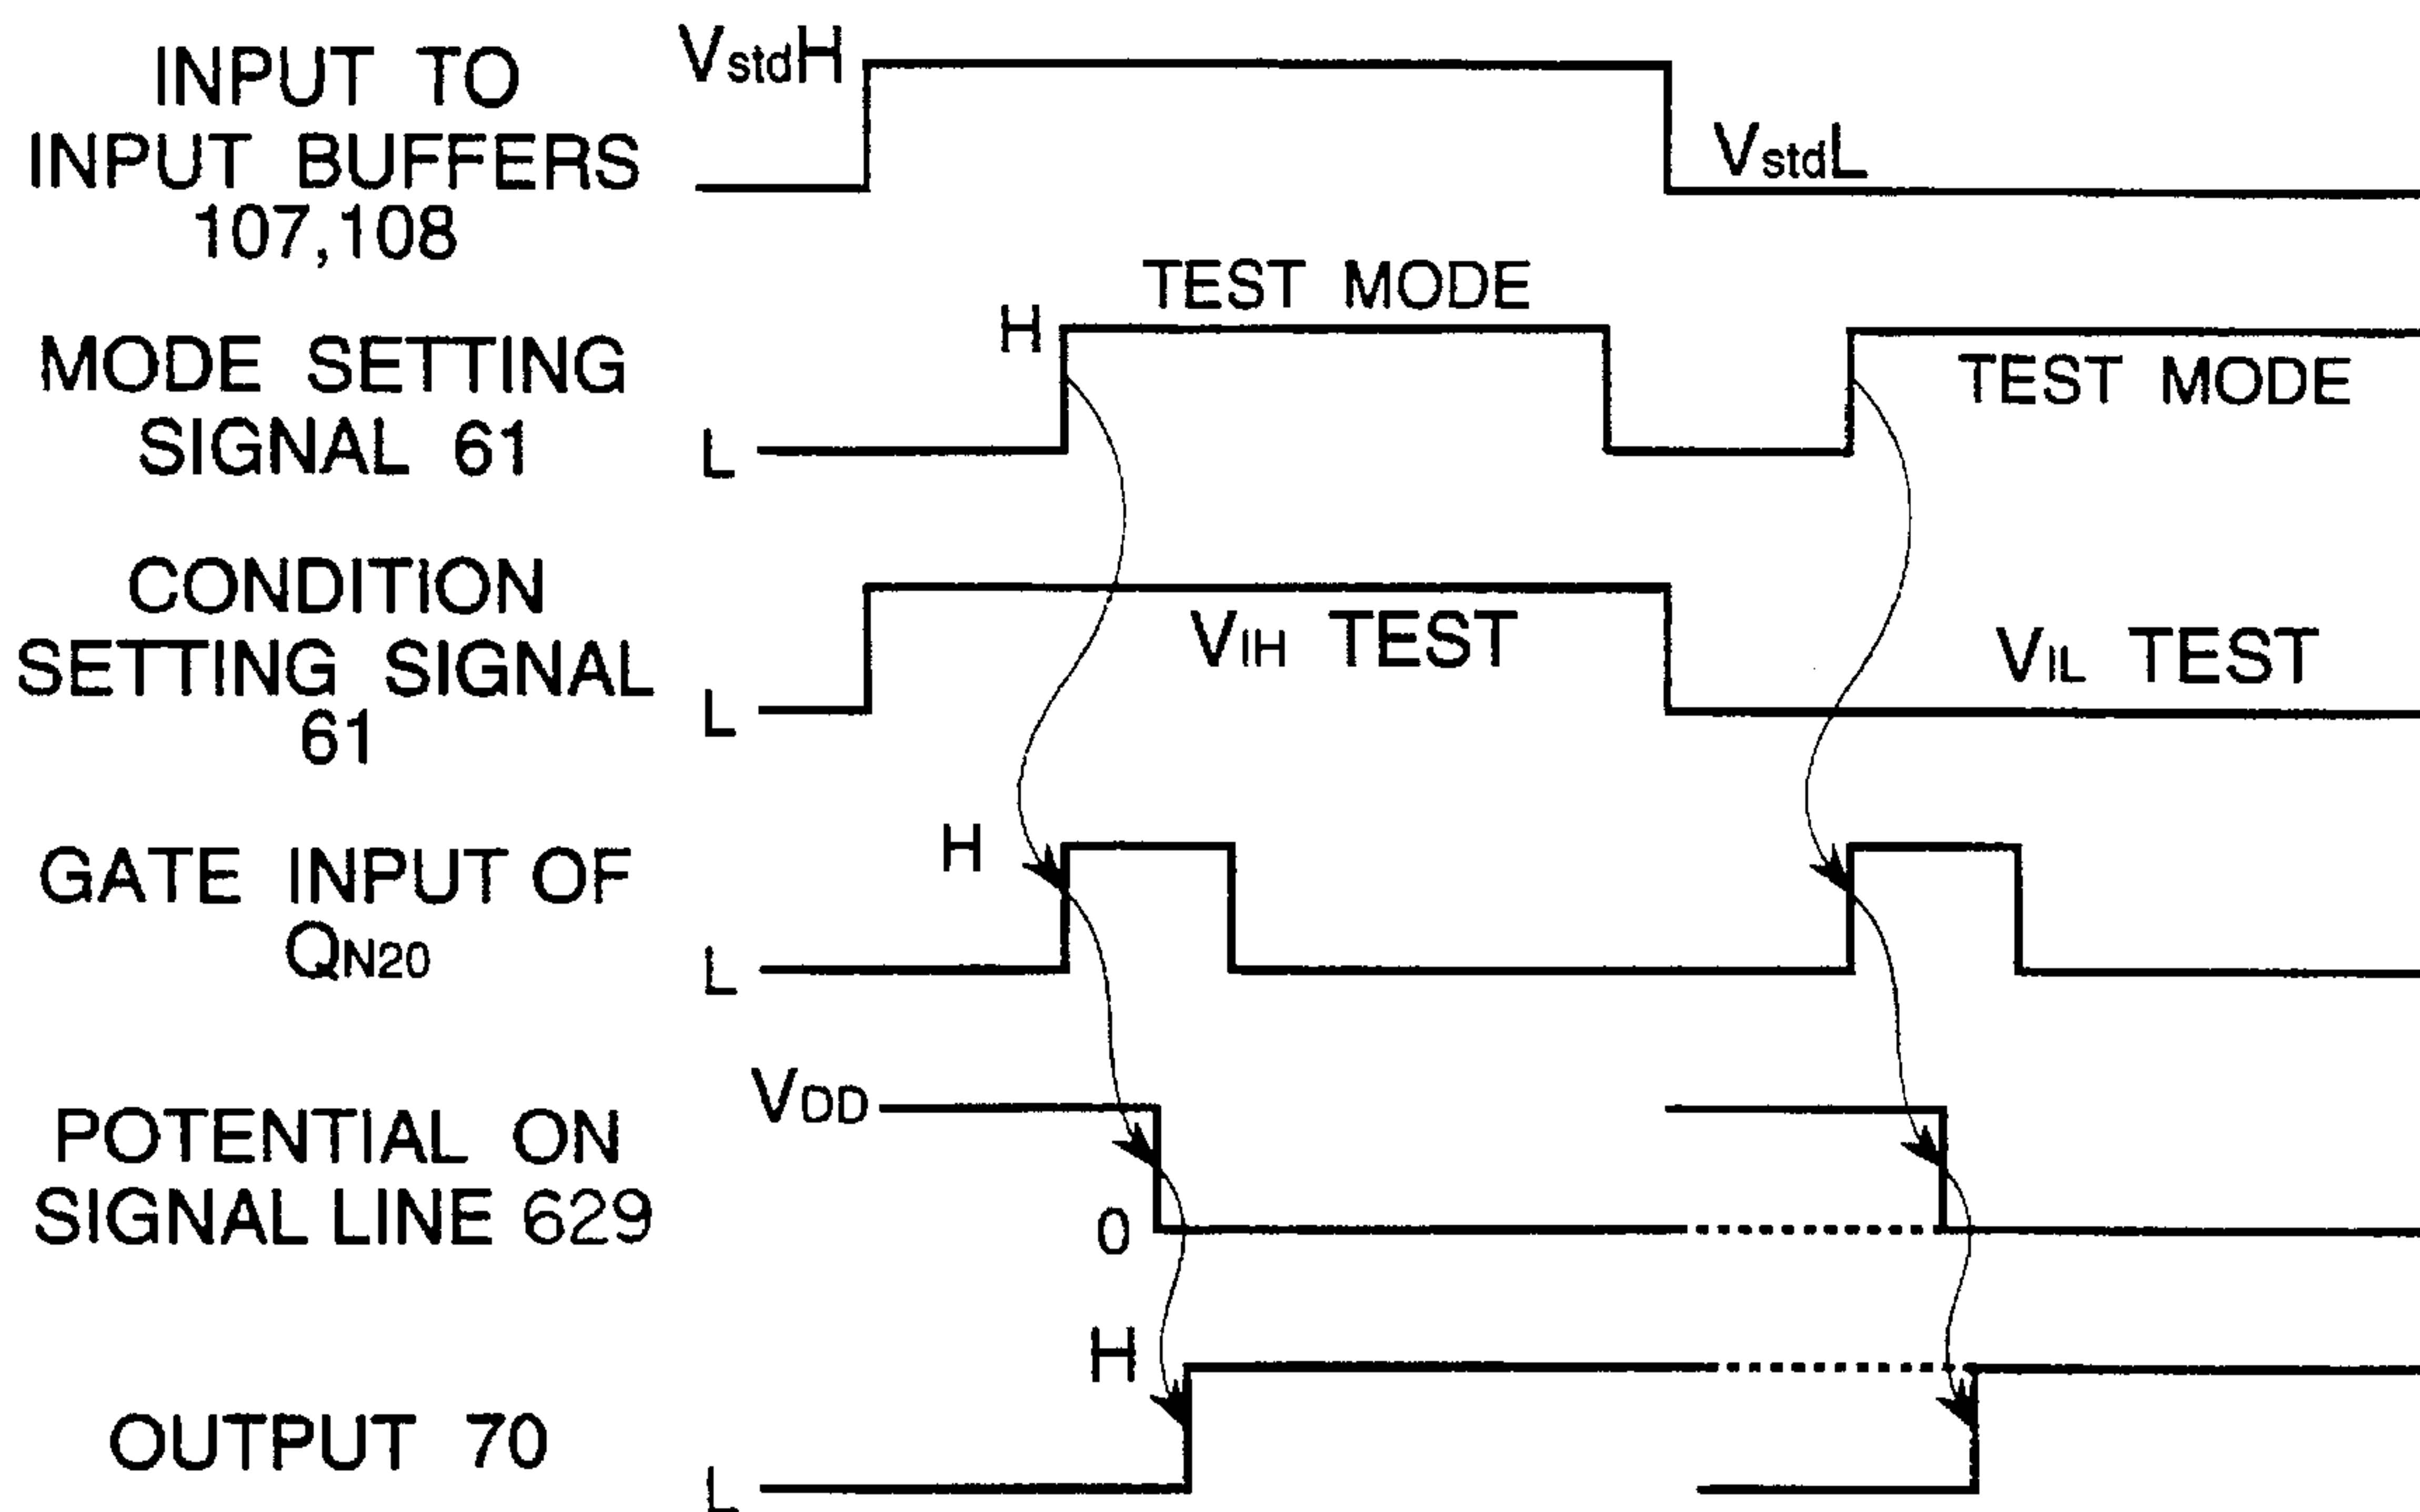 INPUT TO
INPUT BUFFERS
107,108
VstdH
VstdL
MODE SETTING
SIGNAL 61
H
L
TEST MODE
TEST MODE
CONDITION
SETTING SIGNAL
61
L
VIH TEST
VIL TEST
GATE INPUT OF
QN20
H
L
POTENTIAL ON
SIGNAL LINE 629
VDD
0
OUTPUT 70
H
L